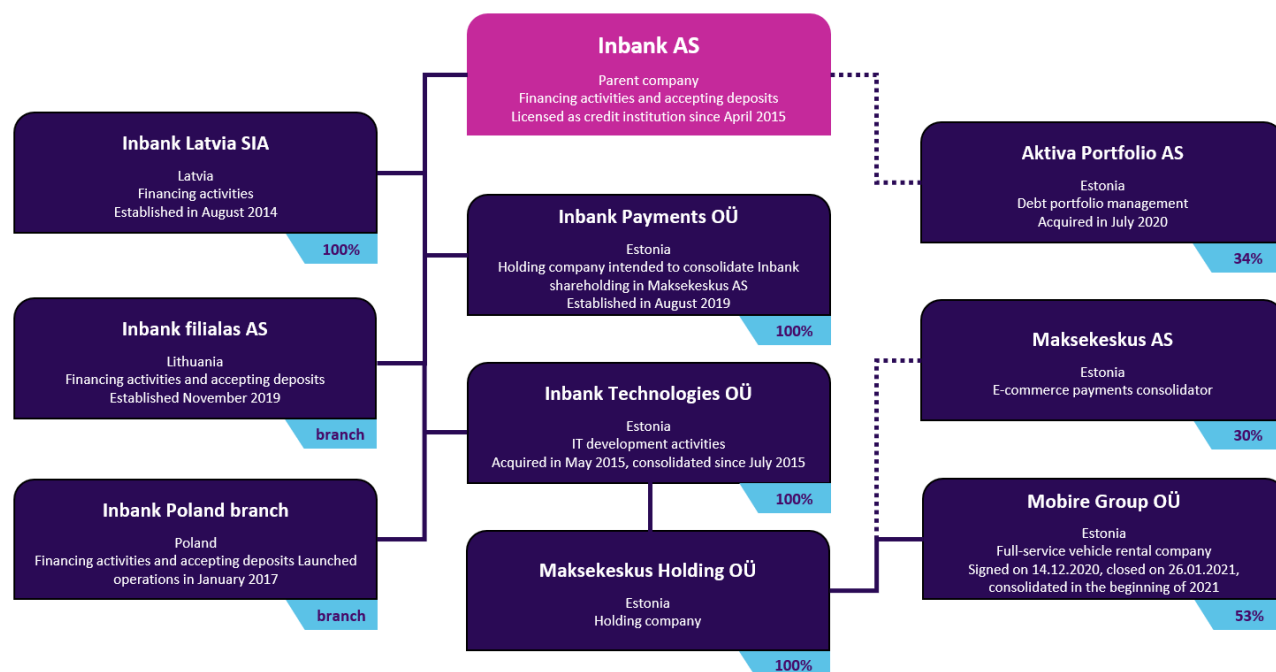 Inbank AS
Parent company
Financing activities and accepting deposits
Licensed as credit institution since April 2015
Inbank Latvia SIA
Latvia
Financing activities
Established in August 2014
100%
Inbank filialas AS
Lithuania
Financing activities and accepting deposits
Established November 2019
branch
Inbank Poland branch
Poland
Financing activities and accepting deposits Launched
operations in January 2017
branch
Inbank Payments OÜ
Estonia
Holding company intended to consolidate Inbank
shareholding in Maksekeskus AS
Established in August 2019
100%
Inbank Technologies OÜ
Estonia
IT development activities
Acquired in May 2015, consolidated since July 2015
100%
Maksekeskus Holding OÜ
Estonia
Holding company
100%
Aktiva Portfolio AS
Estonia
Debt portfolio management
Acquired in July 2020
34%
Maksekeskus AS
Estonia
E-commerce payments consolidator
30%
Mobire Group OÜ
Estonia
Full-service vehicle rental company
Signed on 14.12.2020, closed on 26.01.2021,
consolidated in the beginning of 2021
53%